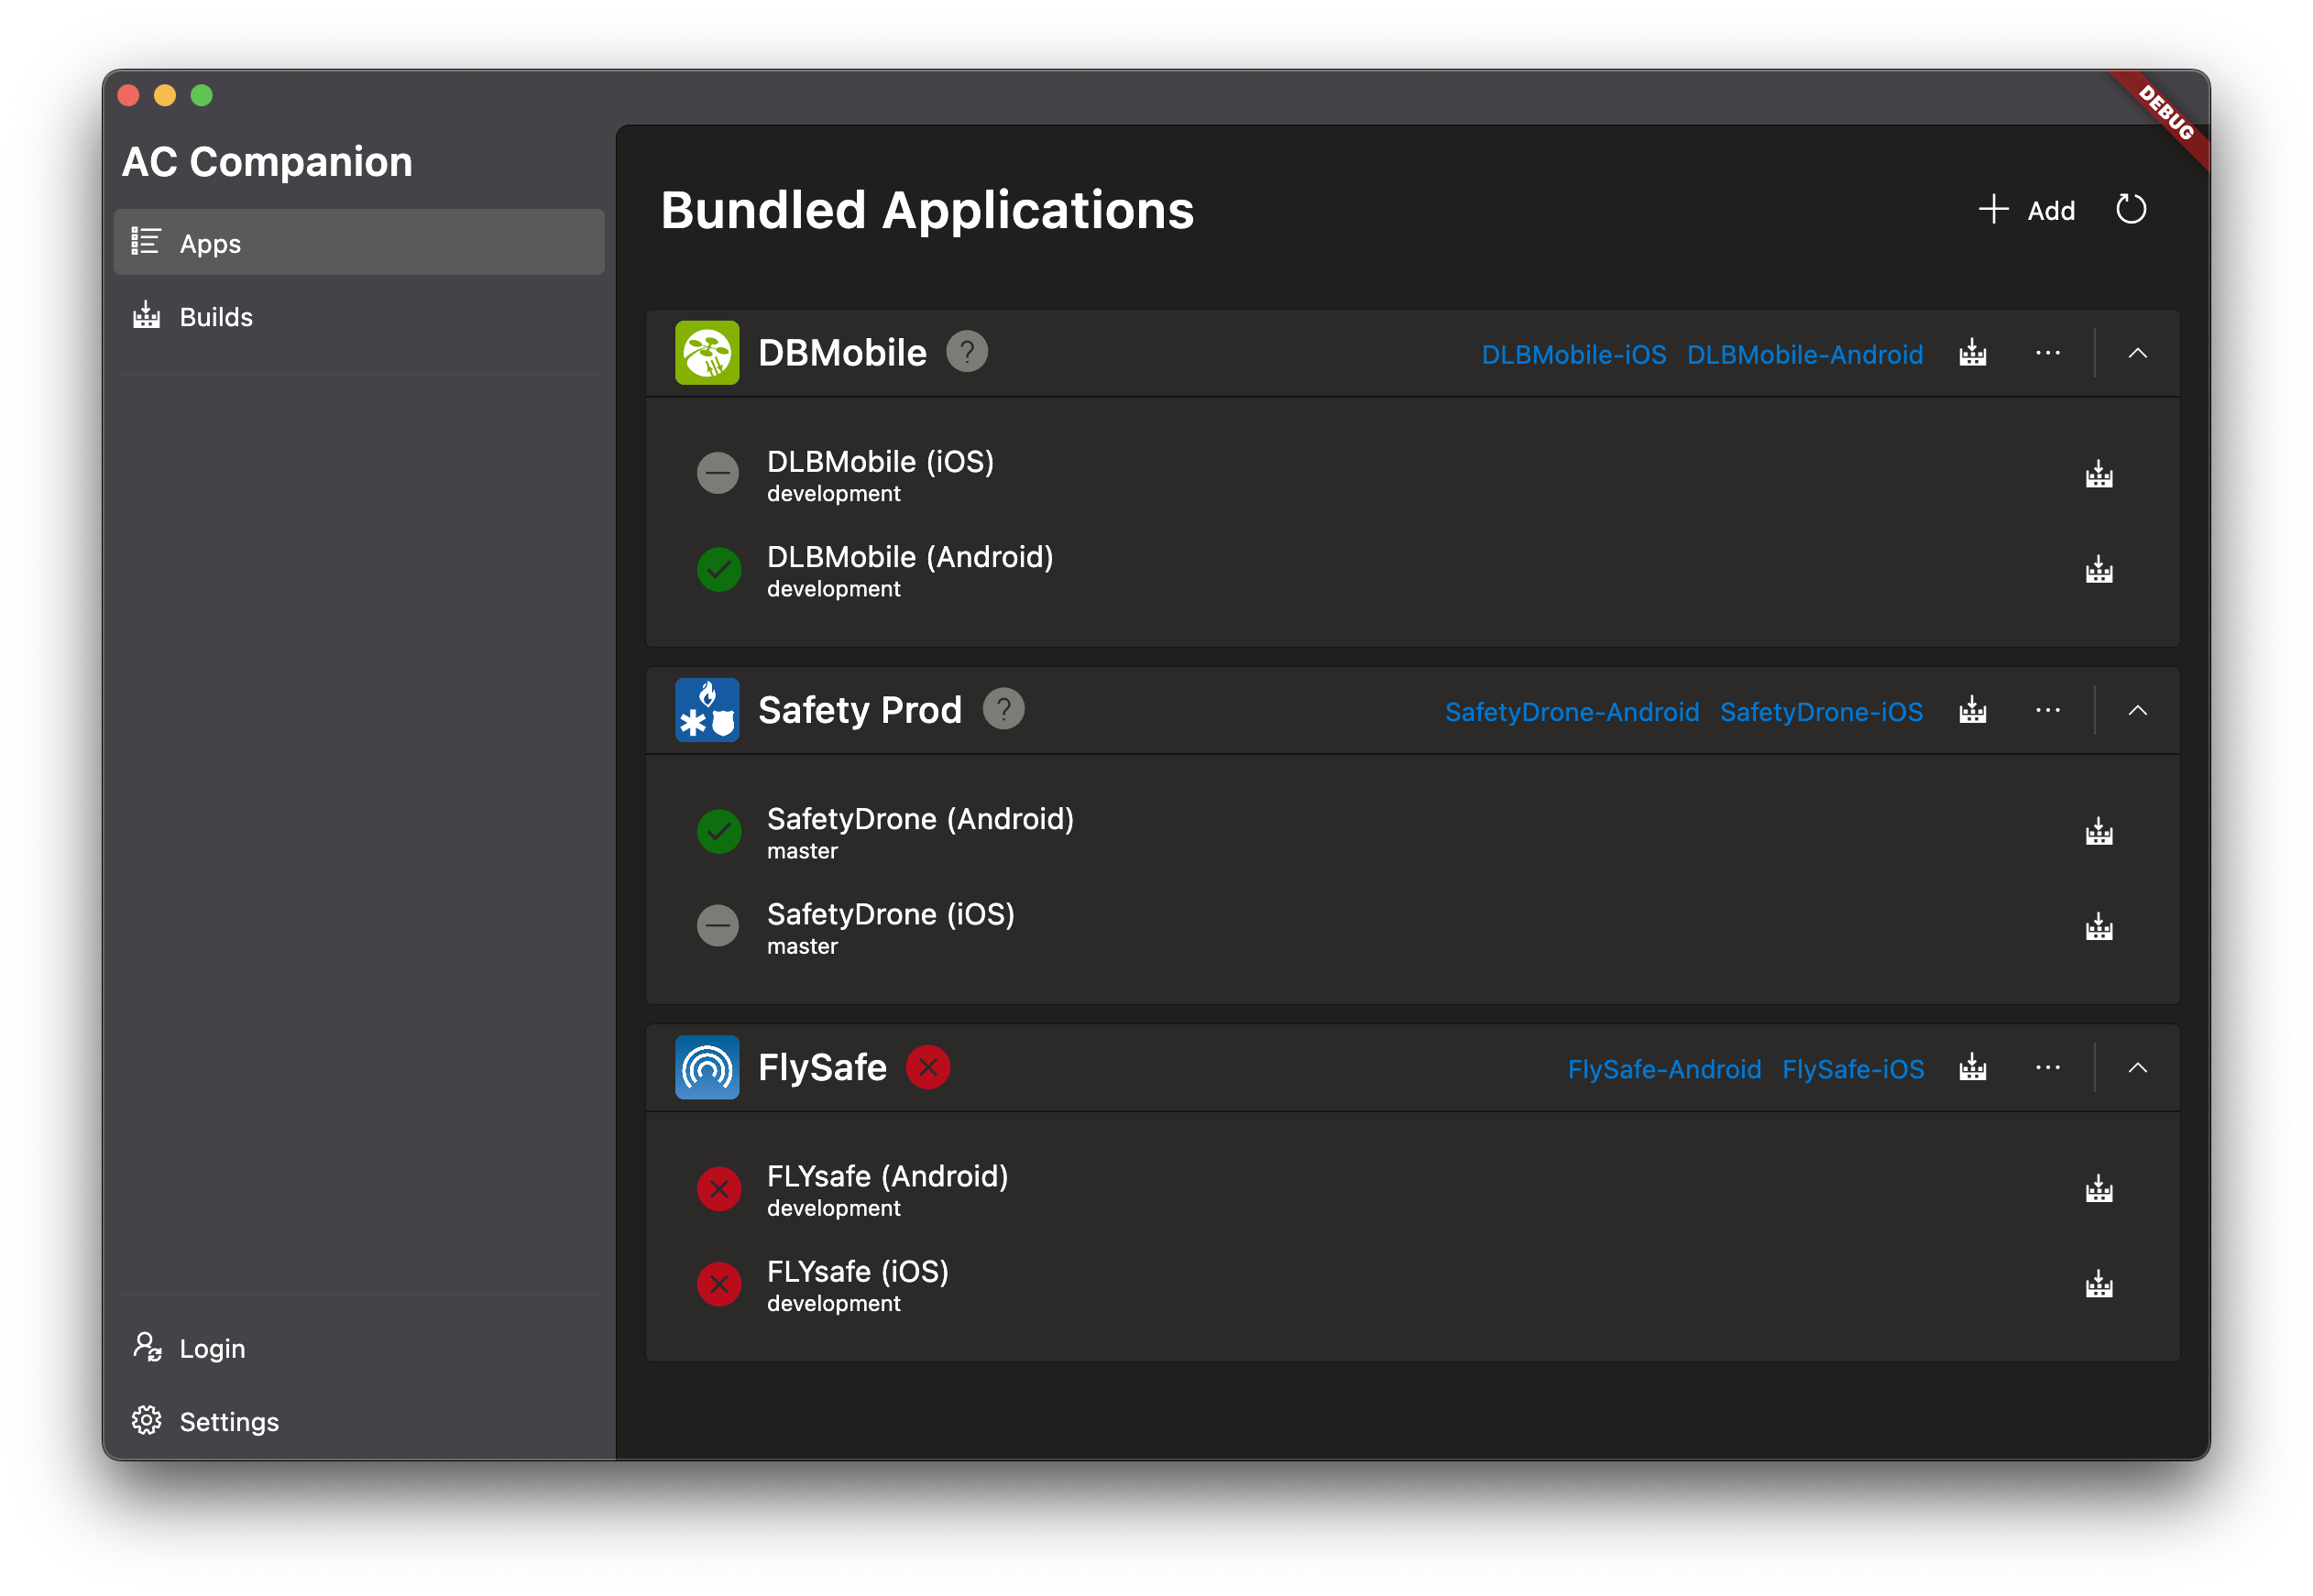 DEBUG
AC Companion
Apps
Builds
Login
Settings
Bundled Applications
Add
DBMobile ? DLBMobile-iOS DLBMobile-Android
DLBMobile (iOS)
development
DLBMobile (Android)
development
Safety Prod ? SafetyDrone-Android SafetyDrone-iOS
SafetyDrone (Android)
master
SafetyDrone (iOS)
master
FlySafe FlySafe-Android FlySafe-iOS
FLYsafe (Android)
development
FLYsafe (iOS)
development